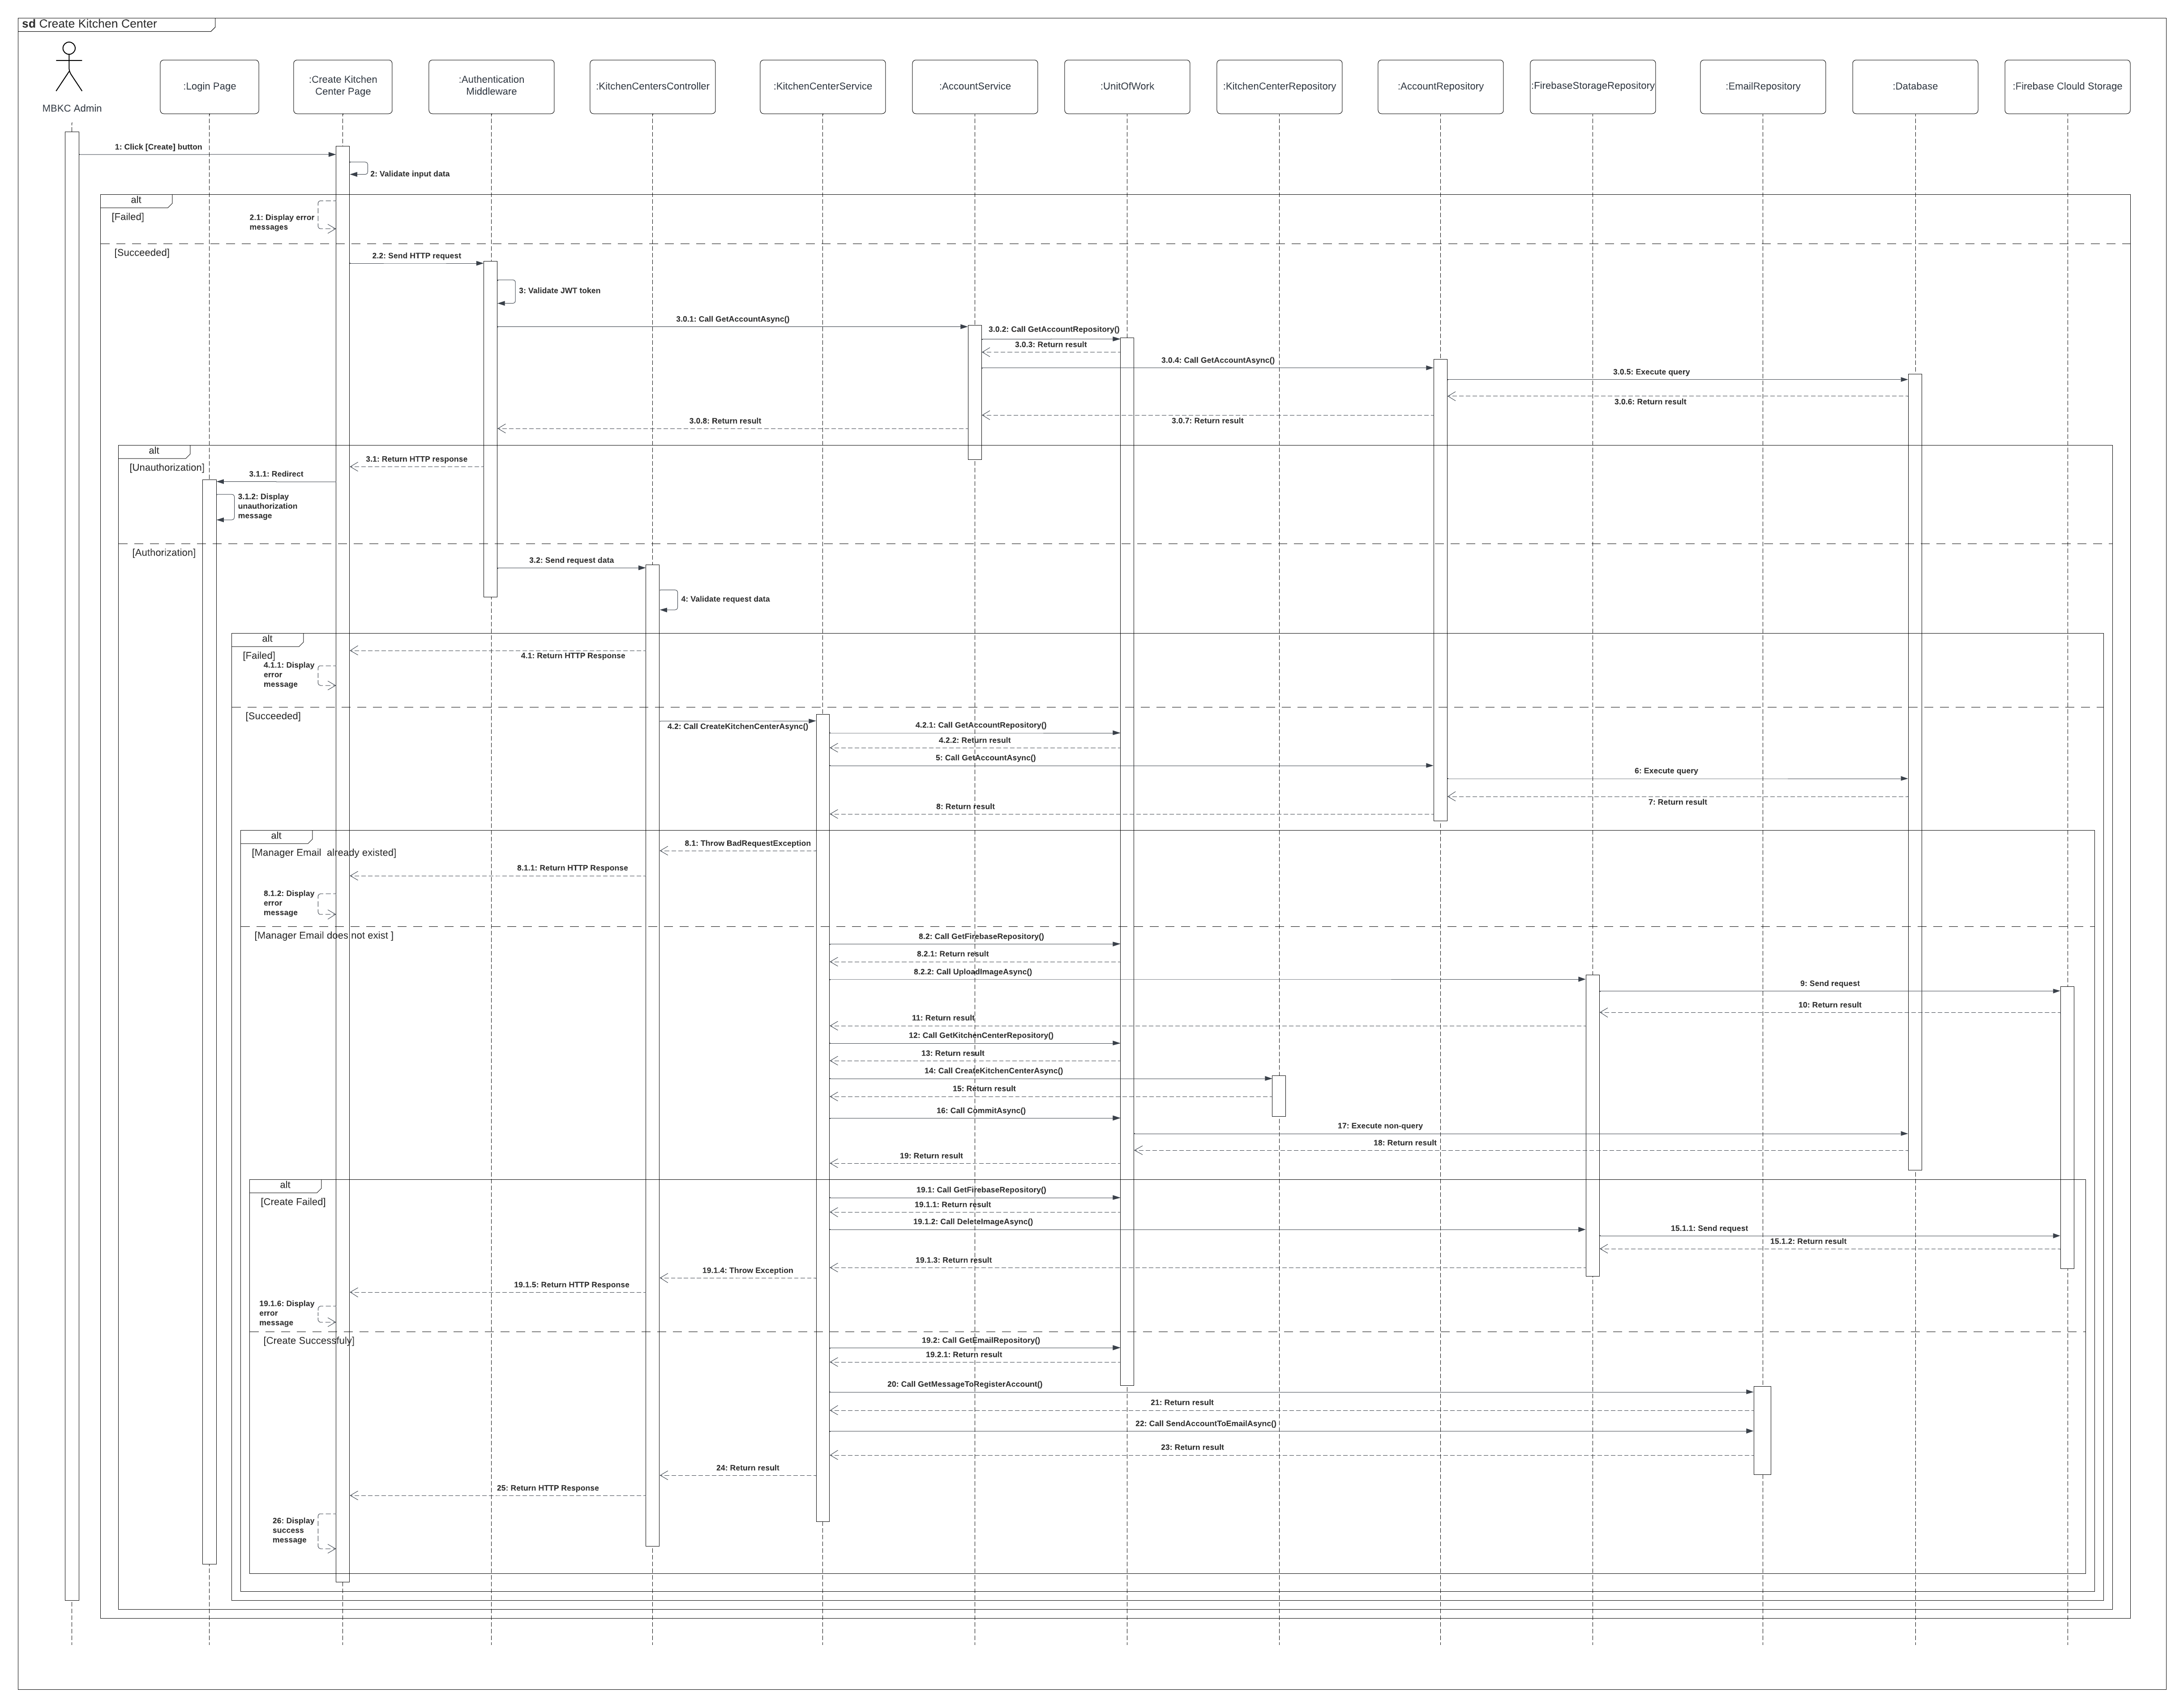 sd Create Kitchen Center
MBKC Admin
:Login Page
:Create Kitchen
Center Page
:Authentication
Middleware
:KitchenCentersController
:KitchenCenterService
:AccountService
:UnitOfWork
:KitchenCenterRepository
:AccountRepository
:FirebaseStorageRepository
:EmailRepository
:Database
:Firebase Clould Storage
1: Click [Create] button
2: Validate input data
alt
[Failed]
2.1: Display error
messages
[Succeeded]
2.2: Send HTTP request
3: Validate JWT token
3.0.1: Call GetAccountAsync()
3.0.2: Call GetAccountRepository()
3.0.3: Return result
3.0.4: Call GetAccountAsync()
3.0.5: Execute query
3.0.6: Return result
3.0.7: Return result
3.0.8: Return result
alt
[Unauthorization]
3.1: Return HTTP response
3.1.1: Redirect
3.1.2: Display
unauthorization
message
[Authorization]
3.2: Send request data
4: Validate request data
alt
[Failed]
4.1: Return HTTP Response
4.1.1: Display
error
message
[Succeeded]
4.2: Call CreateKitchenCenterAsync()
4.2.1: Call GetAccountRepository()
4.2.2: Return result
5: Call GetAccountAsync()
6: Execute query
7: Return result
8: Return result
alt
[Manager Email  already existed]
8.1: Throw BadRequestException
8.1.1: Return HTTP Response
8.1.2: Display
error
message
[Manager Email does not exist ]
8.2: Call GetFirebaseRepository()
8.2.1: Return result
8.2.2: Call UploadImageAsync()
9: Send request
10: Return result
11: Return result
12: Call GetKitchenCenterRepository()
13: Return result
14: Call CreateKitchenCenterAsync()
15: Return result
16: Call CommitAsync()
17: Execute non-query
18: Return result
19: Return result
alt
[Create Failed]
19.1: Call GetFirebaseRepository()
19.1.1: Return result
19.1.2: Call DeleteImageAsync()
15.1.1: Send request
15.1.2: Return result
19.1.3: Return result
19.1.4: Throw Exception
19.1.5: Return HTTP Response
19.1.6: Display
error
message
[Create Successfuly]
19.2: Call GetEmailRepository()
19.2.1: Return result
20: Call GetMessageToRegisterAccount()
21: Return result
22: Call SendAccountToEmailAsync()
23: Return result
24: Return result
25: Return HTTP Response
26: Display
success
message